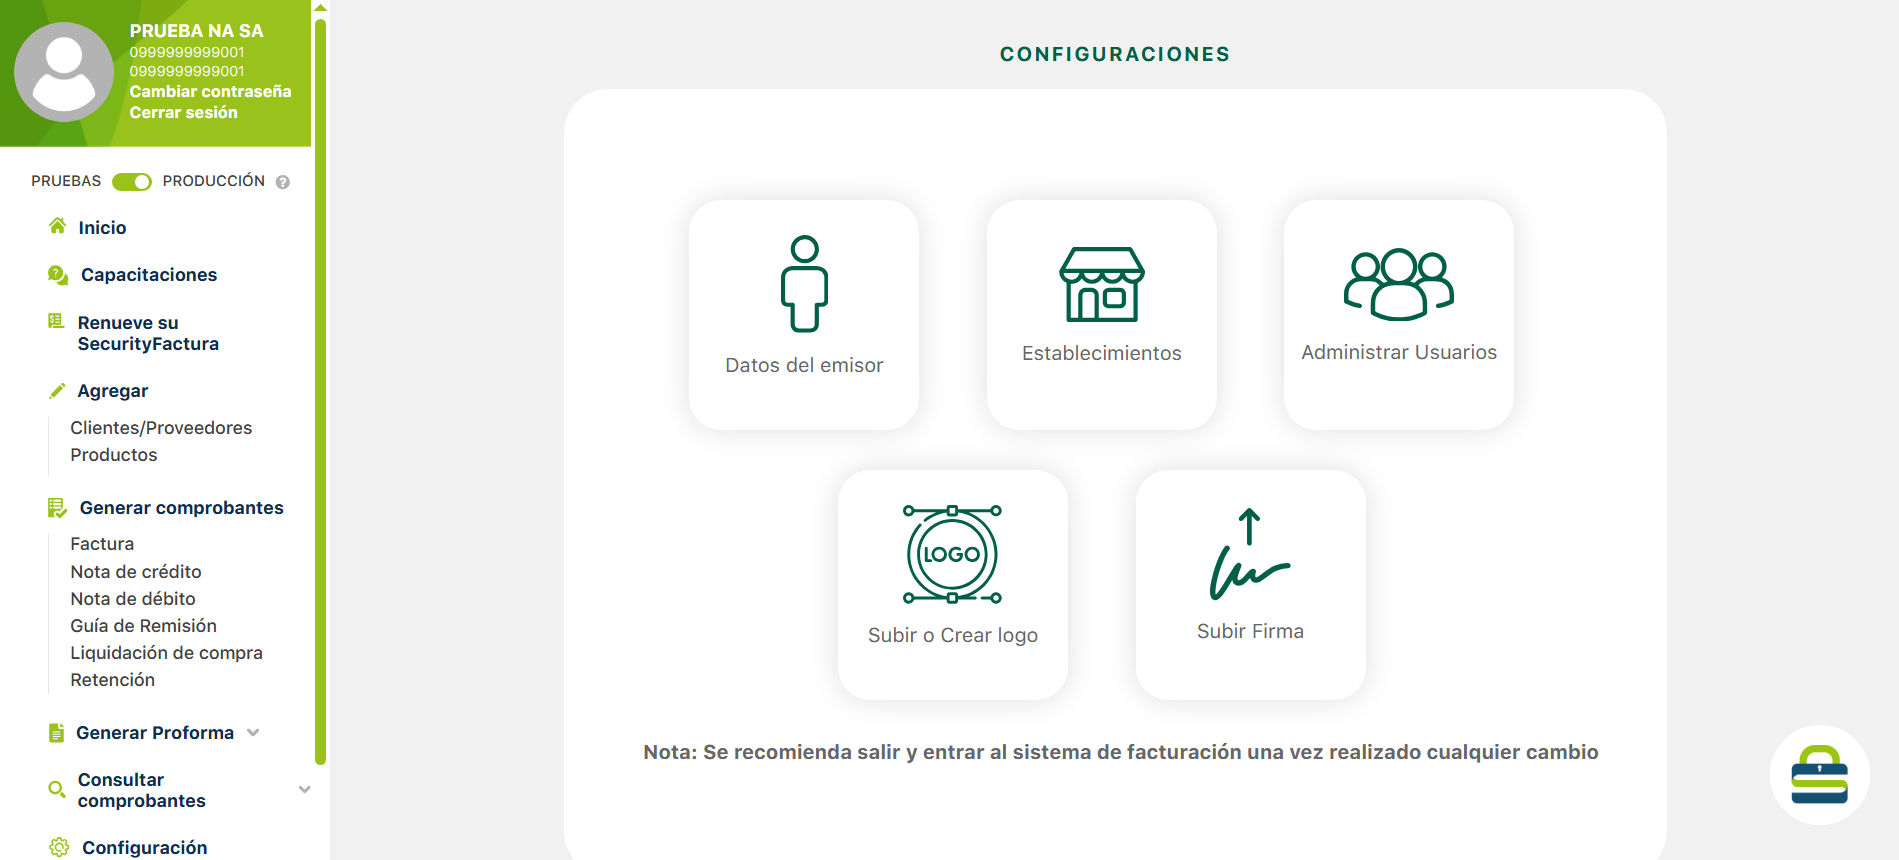 PRUEBA NA SA
0999999999001
0999999999001
Cambiar contraseña
Cerrar sesión
PRUEBAS PRODUCCIÓN ?
Inicio
Capacitaciones
Renueve su
SecurityFactura
Agregar
Clientes/Proveedores
Productos
Generar comprobantes
Factura
Nota de crédito
Nota de débito
Guía de Remisión
Liquidación de compra
Retención
Generar Proforma
Consultar
comprobantes
Configuración
CONFIGURACIONES
Datos del emisor
Establecimientos
Administrar Usuarios
LOGO
Subir o Crear logo
Subir Firma
Nota: Se recomienda salir y entrar al sistema de facturación una vez realizado cualquier cambio